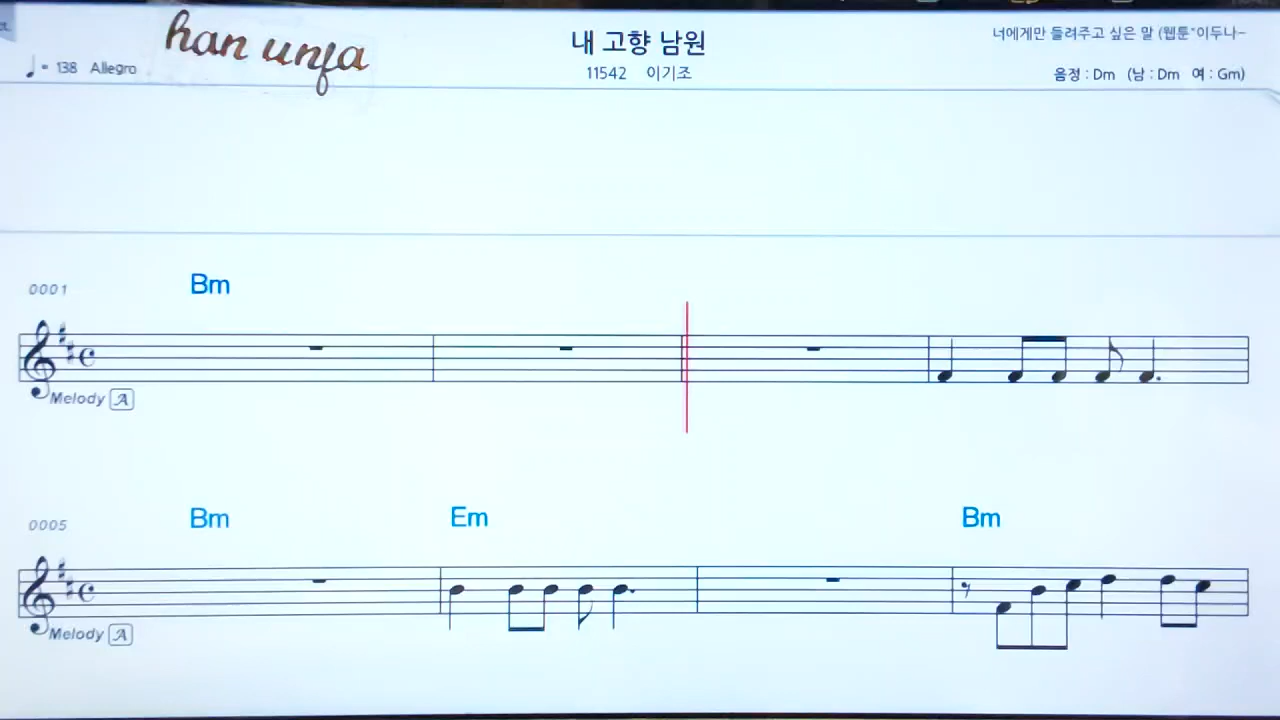 han unfa
내 고향 남원
너에게만 들려주고 싶은 말 (웹툰"이두나~
♩= 138 Allegro
11542 이기조
음정 : Dm (남 : Dm 여 : Gm)
0001 Bm
Melody A
0005 Bm Em Bm
Melody A